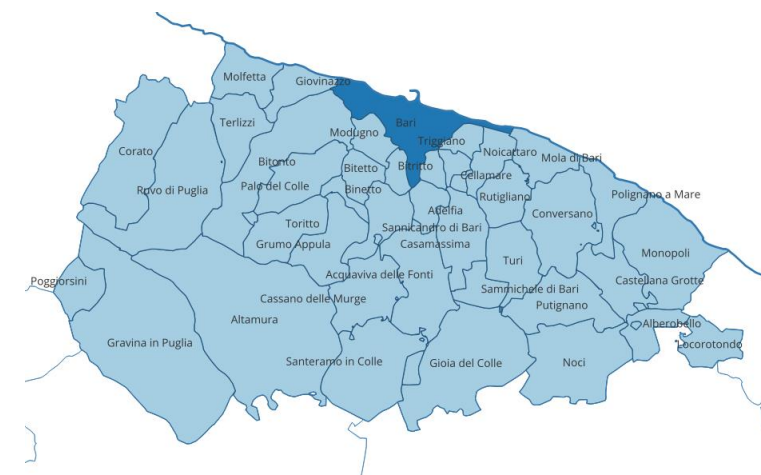 Molfetta
Giovinazzo
Terlizzi
Bari
Modugno
Triggiano
Corato
Noicattaro
Mola di Bari
Bitonto
Bitetto
Bitritto
Cellamare
Ruvo di Puglia
Palo del Colle
Binetto
Rutigliano
Polignano a Mare
Adelfia
Conversano
Toritto
Sannicandro di Bari
Grumo Appula
Casamassima
Monopoli
Turi
Acquaviva delle Fonti
Poggiorsini
Castellana Grotte
Sammichele di Bari
Cassano delle Murge
Putignano
Altamura
Alberobello
Gravina in Puglia
Locorotondo
Santeramo in Colle
Gioia del Colle
Noci